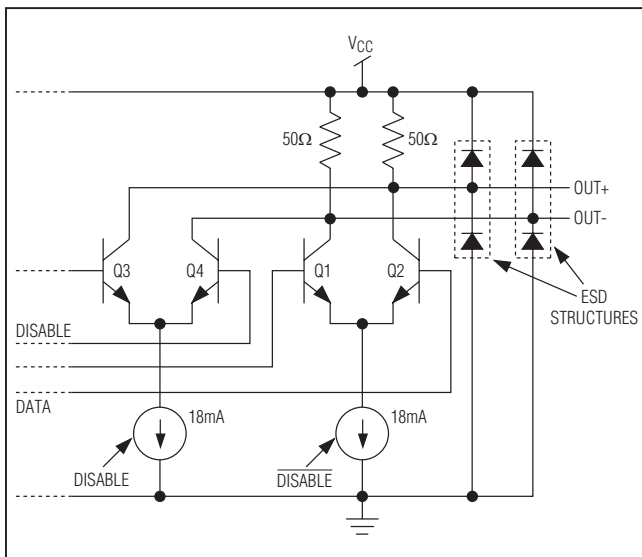 VCC
50Ω
50Ω
OUT+
OUT-
Q3
Q4
Q1
Q2
ESD
STRUCTURES
DISABLE
DATA
18mA
18mA
DISABLE
DISABLE